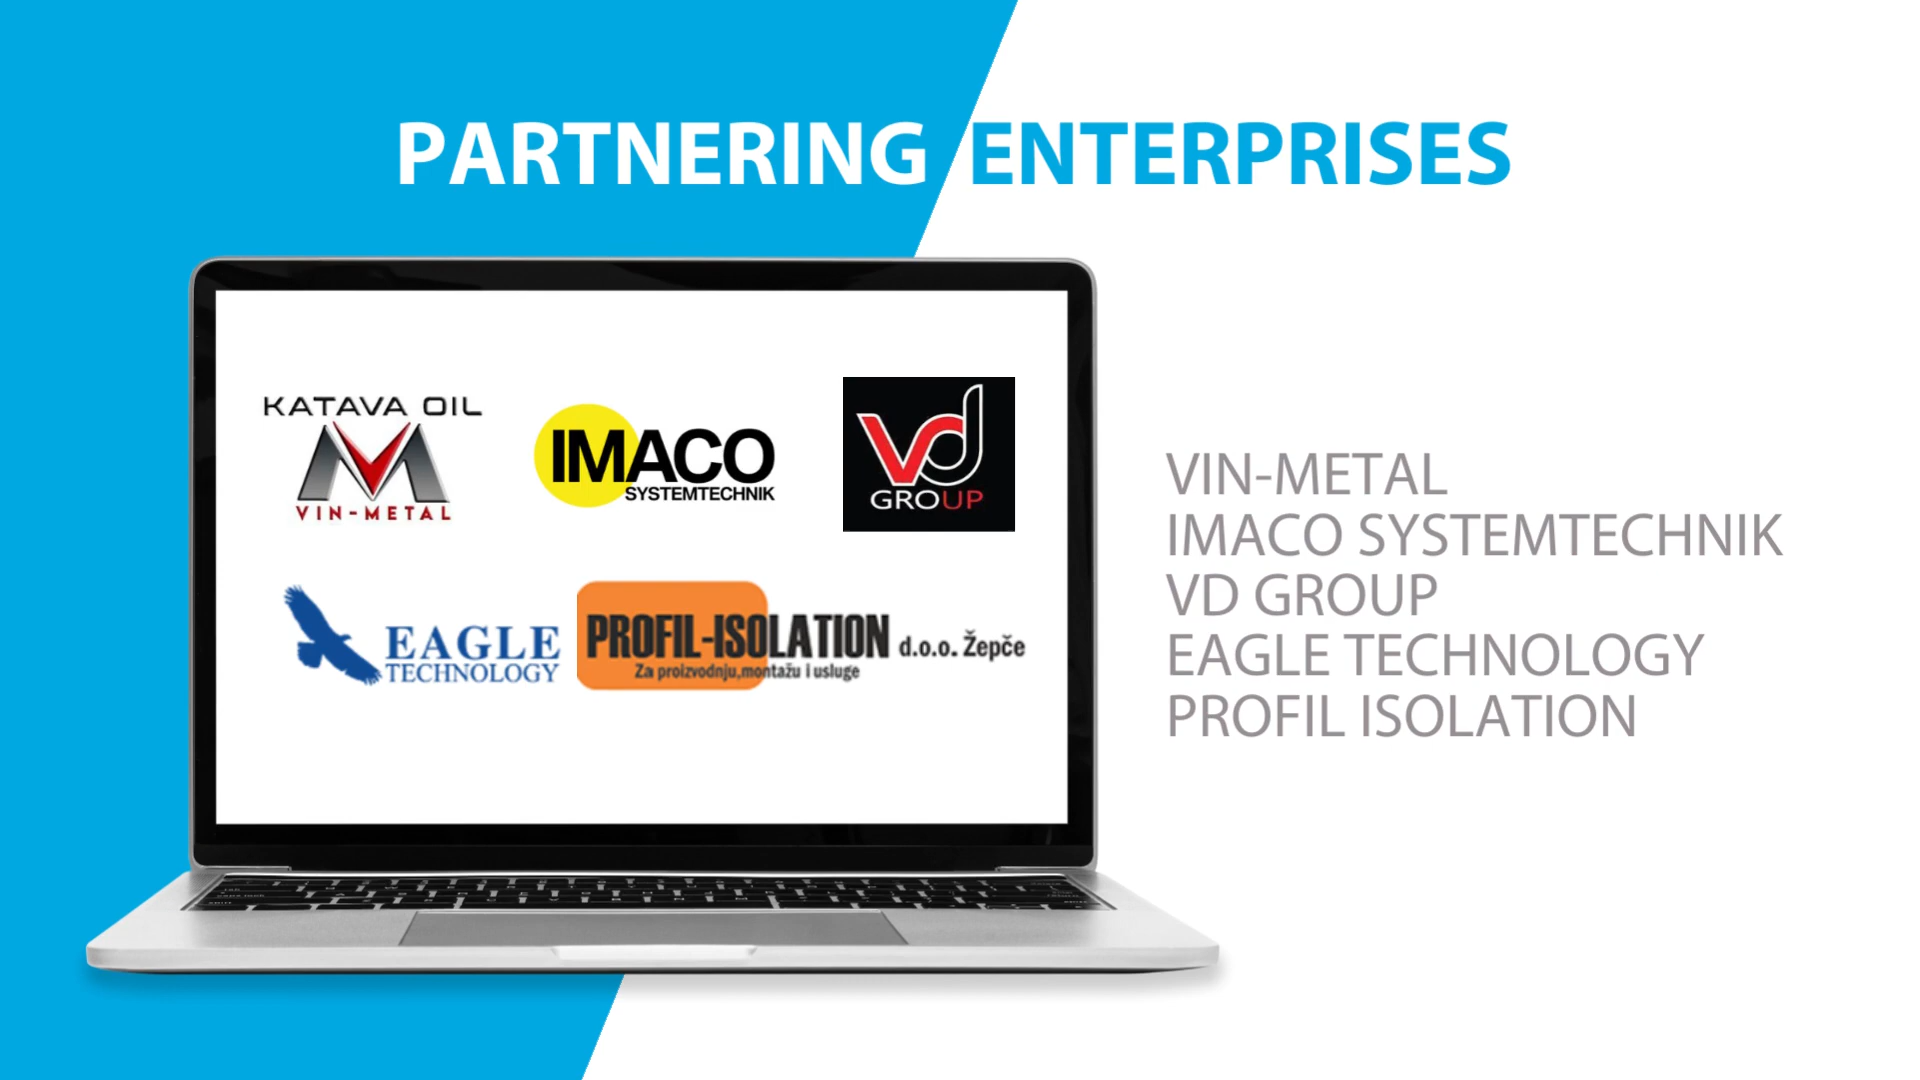 PARTNERING ENTERPRISES
KATAVA OIL
VIN-METAL
IMACO
SYSTEMTECHNIK
vd
GROUP
EAGLE
TECHNOLOGY
PROFIL-ISOLATION d.o.o. Žepče
Za proizvodnju,montažu i usluge
VIN-METAL
IMACO SYSTEMTECHNIK
VD GROUP
EAGLE TECHNOLOGY
PROFIL ISOLATION